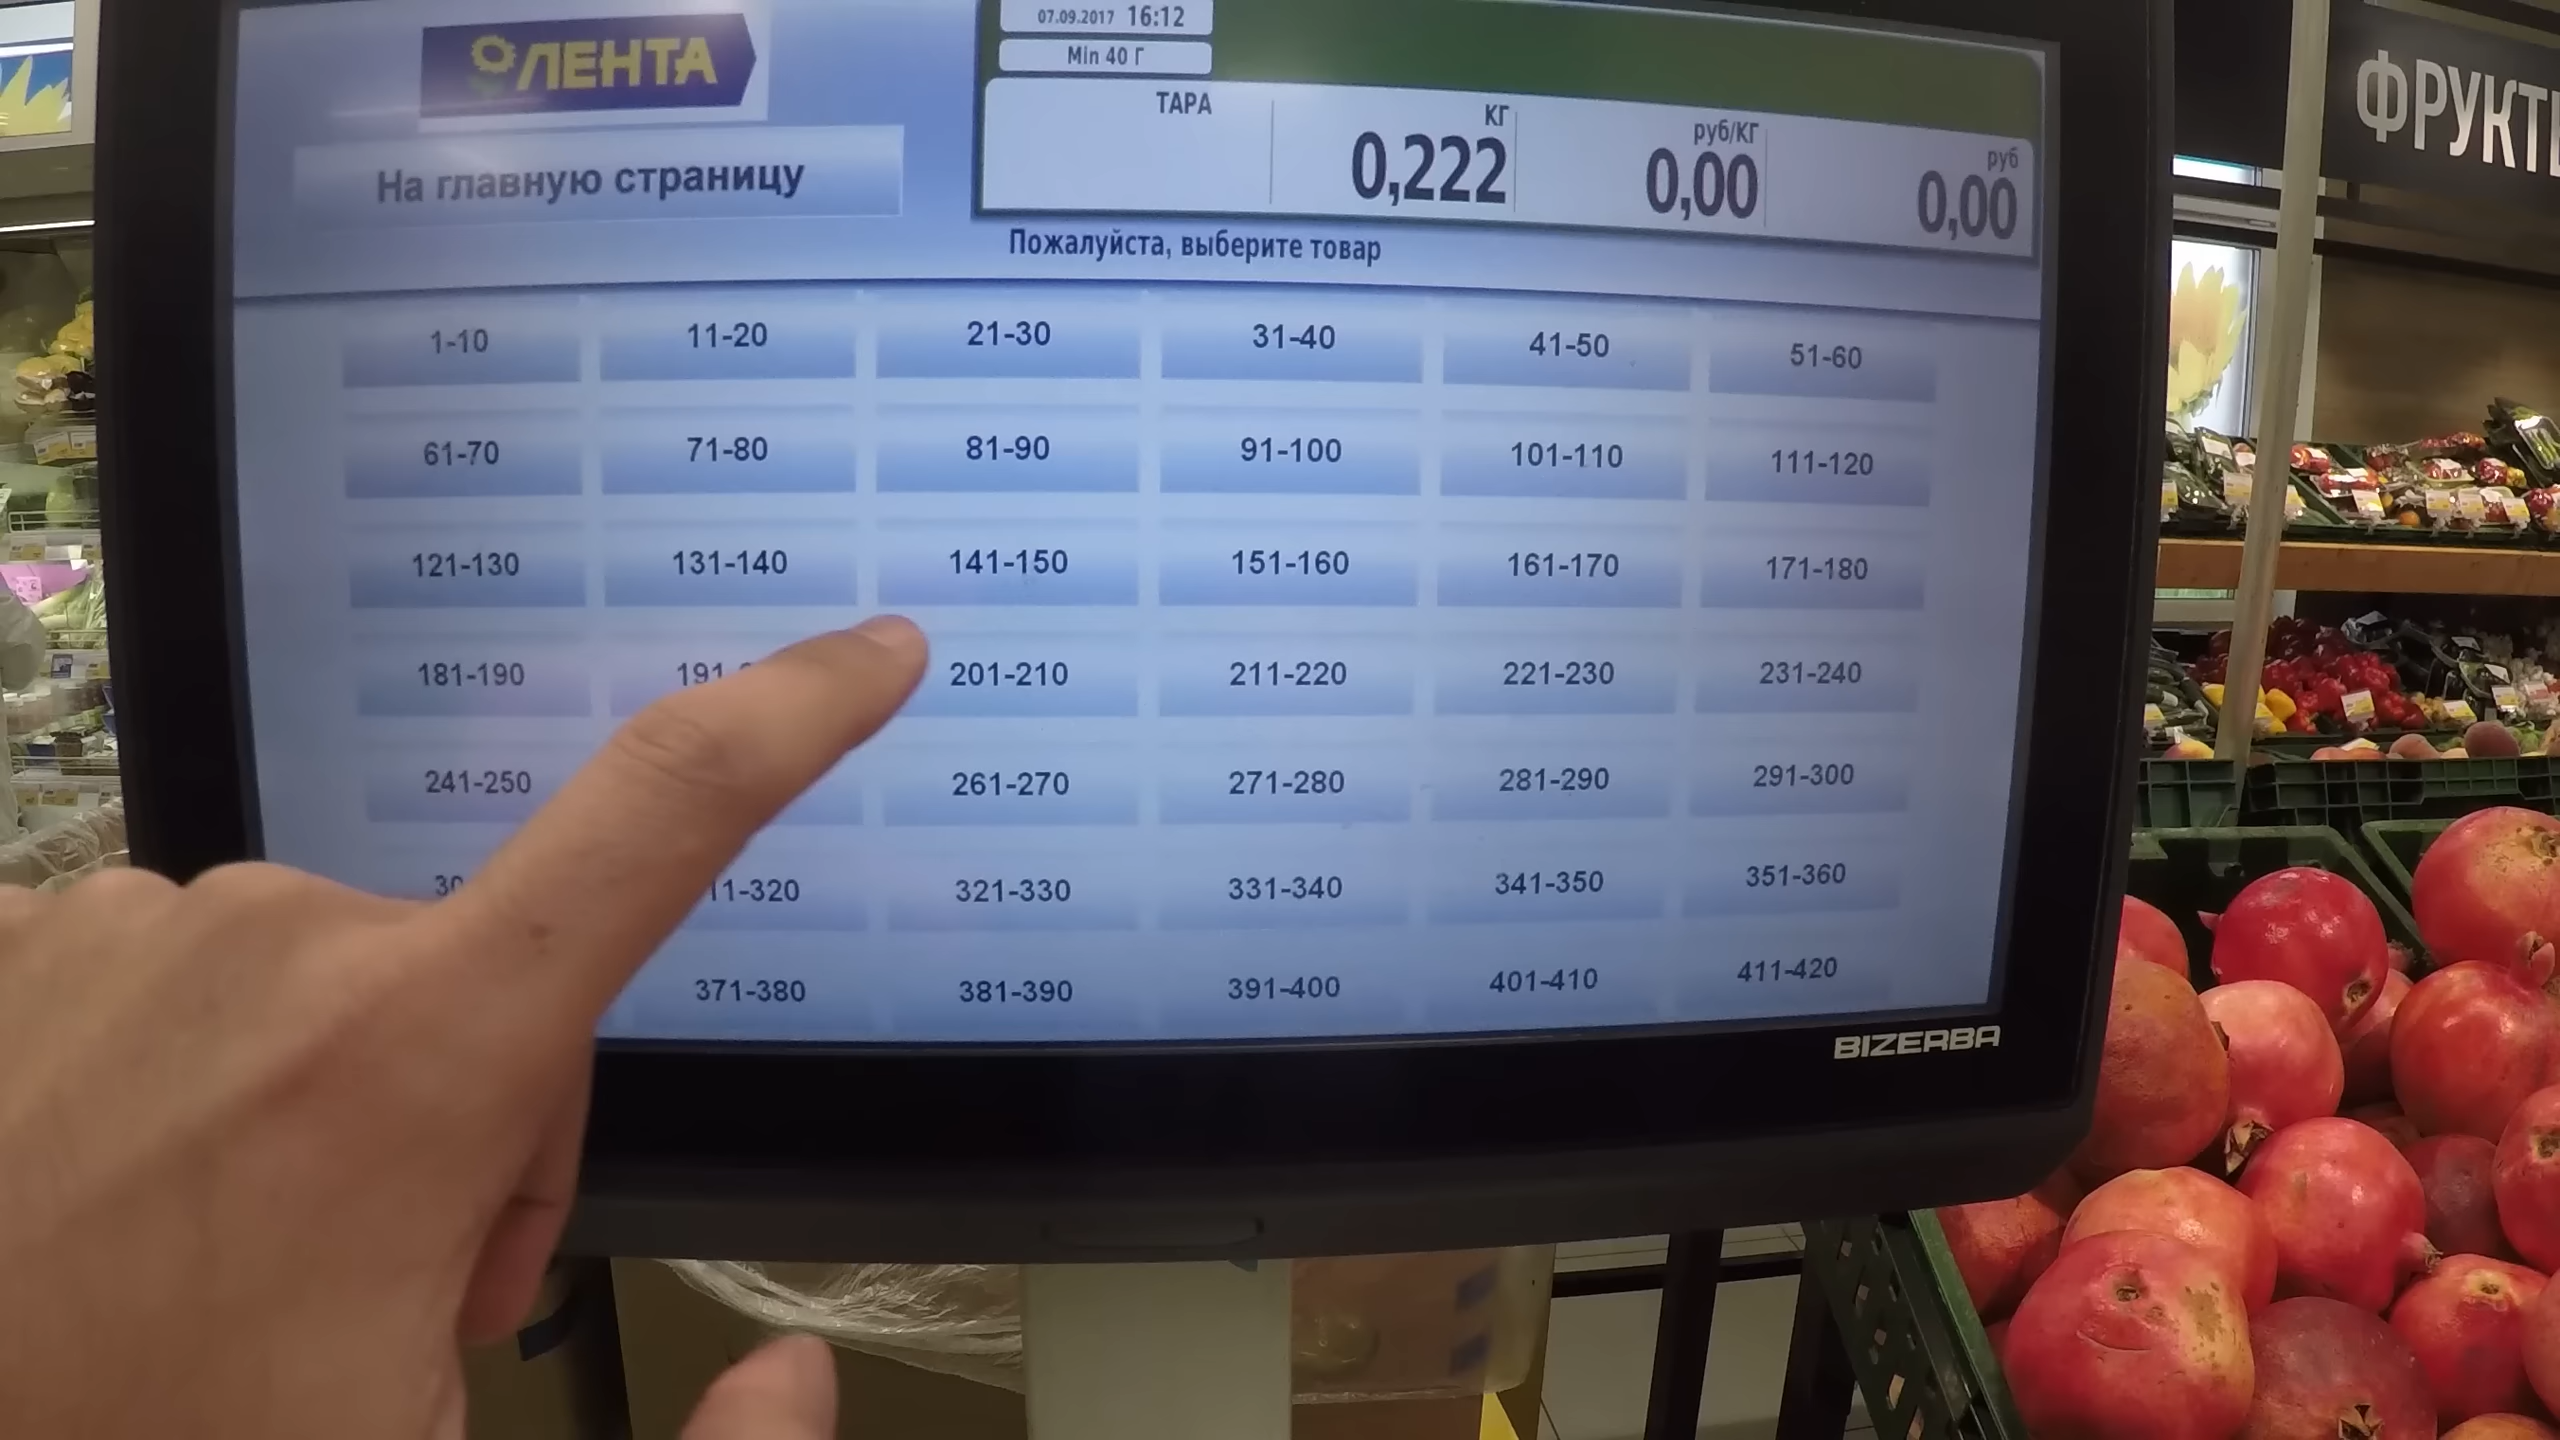 ЛЕНТА
07.09.2017 16:12
Min 40 Г
На главную страницу
ТАРА
КГ
0,222
руб/КГ
0,00
руб
0,00
Пожалуйста, выберите товар
1-10 11-20 21-30 31-40 41-50 51-60
61-70 71-80 81-90 91-100 101-110 111-120
121-130 131-140 141-150 151-160 161-170 171-180
181-190 201-210 211-220 221-230 231-240
241-250 261-270 271-280 281-290 291-300
321-330 331-340 341-350 351-360
371-380 381-390 391-400 401-410 411-420
BIZERBA
ФРУКТЫ